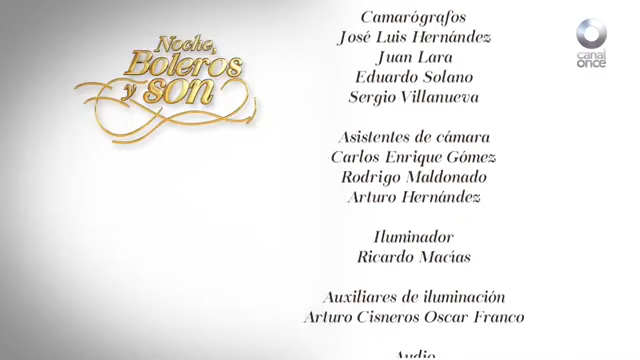 Noche,
Boleros
y son
canal
once
Camarógrafos
José Luis Hernández
Juan Lara
Eduardo Solano
Sergio Villanueva
Asistentes de cámara
Carlos Enrique Gómez
Rodrigo Maldonado
Arturo Hernández
Iluminador
Ricardo Macías
Auxiliares de iluminación
Arturo Cisneros Oscar Franco
Audio